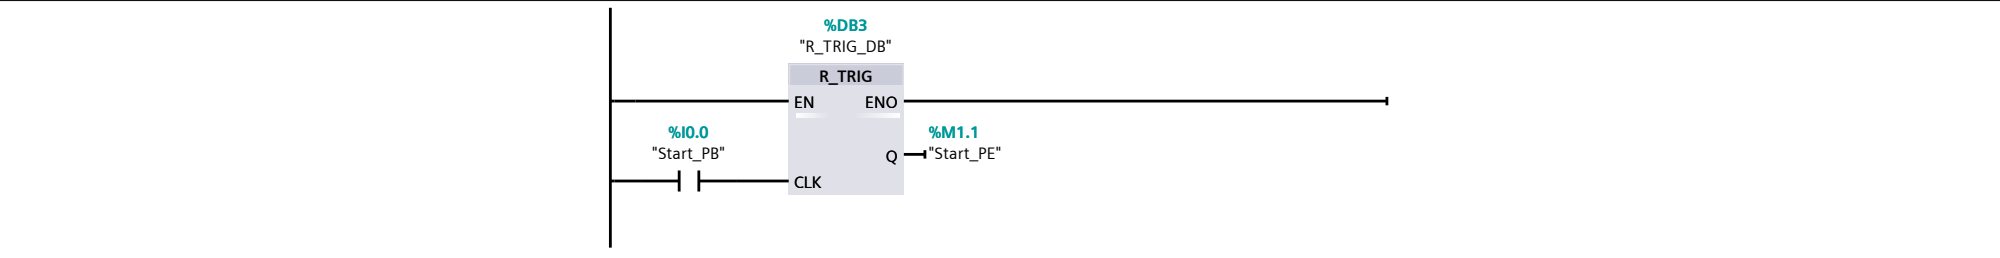 %DB3
"R_TRIG_DB"
R_TRIG
EN ENO
%I0.0
"Start_PB"
%M1.1
Q "Start_PE"
CLK